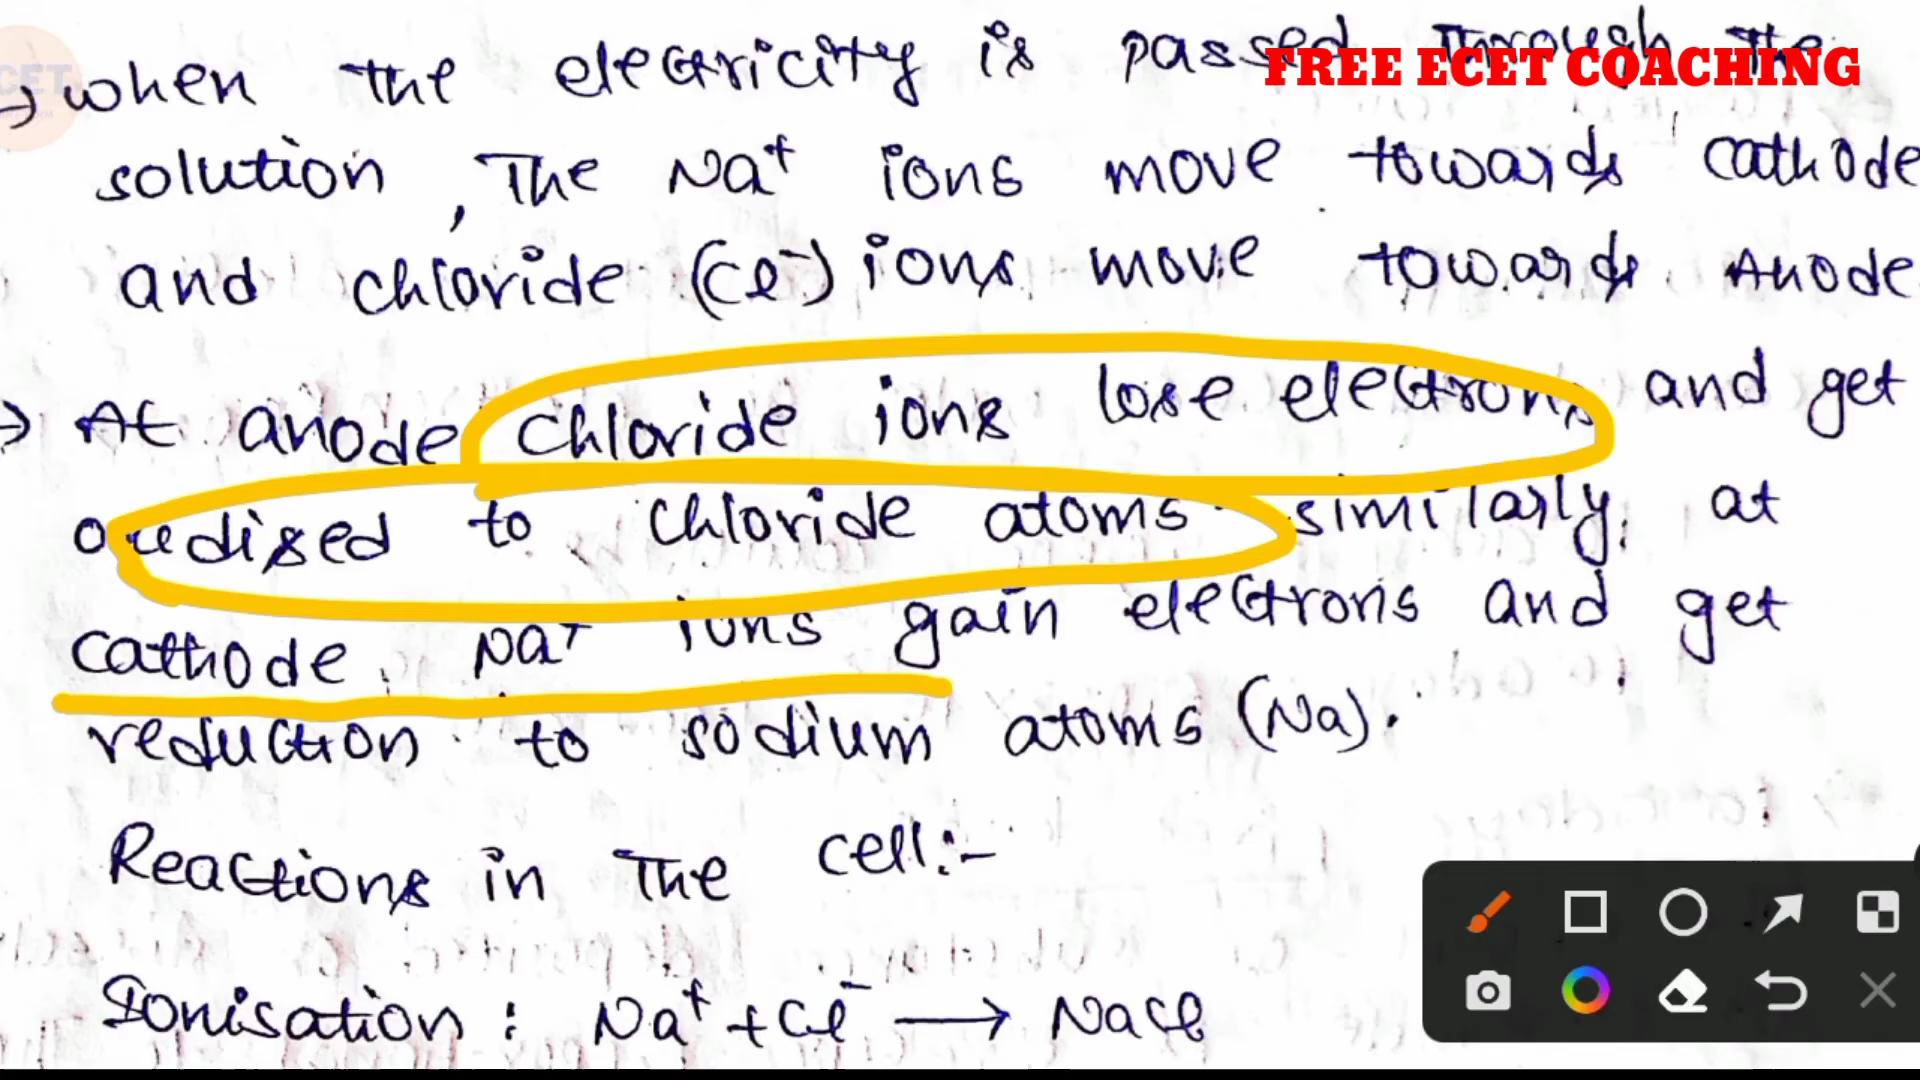 FREE ECET COACHING
→ when the electricity is passed through the
solution, The Na⁺ ions move towards cathode
and chloride (Cl⁻) ions move towards Anode.
→ At anode chloride ions lose electrons and get
oxedised to chloride atoms. similarly, at
cathode, Na⁺ ions gain electrons and get
reduction to sodium atoms (Na).
Reactions in The cell:-
Ionisation : Na⁺ + Cl⁻ → NaCl